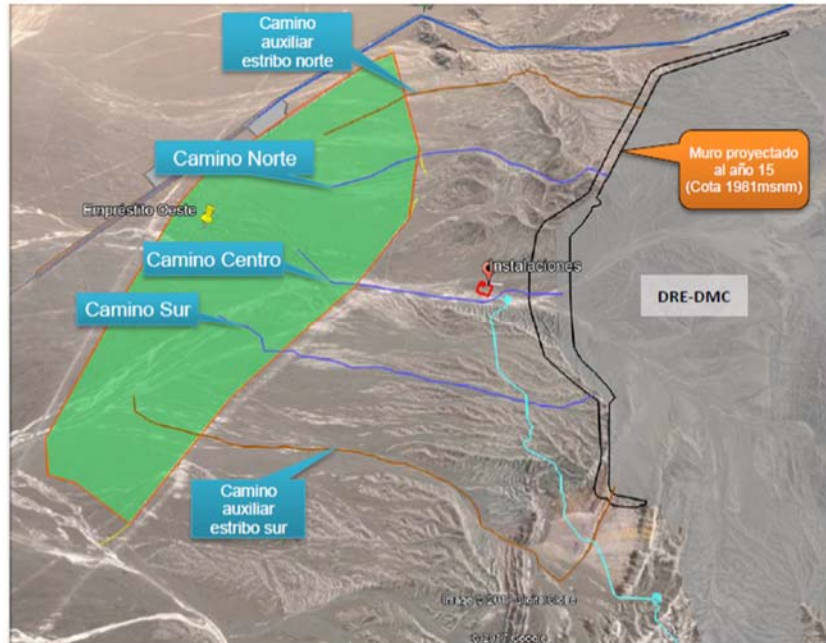 Camino
auxiliar
estribo norte
Camino Norte
Muro proyectado
al año 15
(Cota 1981msnm)
Empréstito Oeste
Camino Centro
Instalaciones
DRE-DMC
Camino Sur
Camino
auxiliar
estribo sur